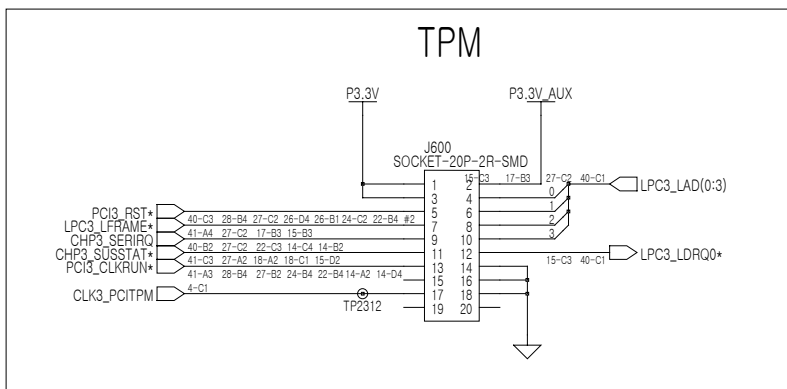 TPM
P3.3V P3.3V_AUX
J600
SOCKET-20P-2R-SMD
15-C3 17-B3 27-C2 40-C1
1 2 LPC3_LAD(0:3)
3 4 0
PCI3_RST* 5 6 1
40-C3 28-B4 27-C2 26-D4 26-B1 24-C2 22-B4 #2
LPC3_LFRAME* 7 8 2
41-A4 27-C2 17-B3 15-B3
CHP3_SERIRQ 9 10 3
40-B2 27-C2 22-C3 14-C4 14-B2
CHP3_SUSSTAT* 11 12 LPC3_LDRQ0*
41-C3 27-A2 18-A2 18-C1 15-D2 15-C3 40-C1
PCI3_CLKRUN* 13 14
41-A3 28-B4 27-B2 24-B4 22-B4 14-A2 14-D4
15 16
CLK3_PCITPM 4-C1 17 18
TP2312
19 20